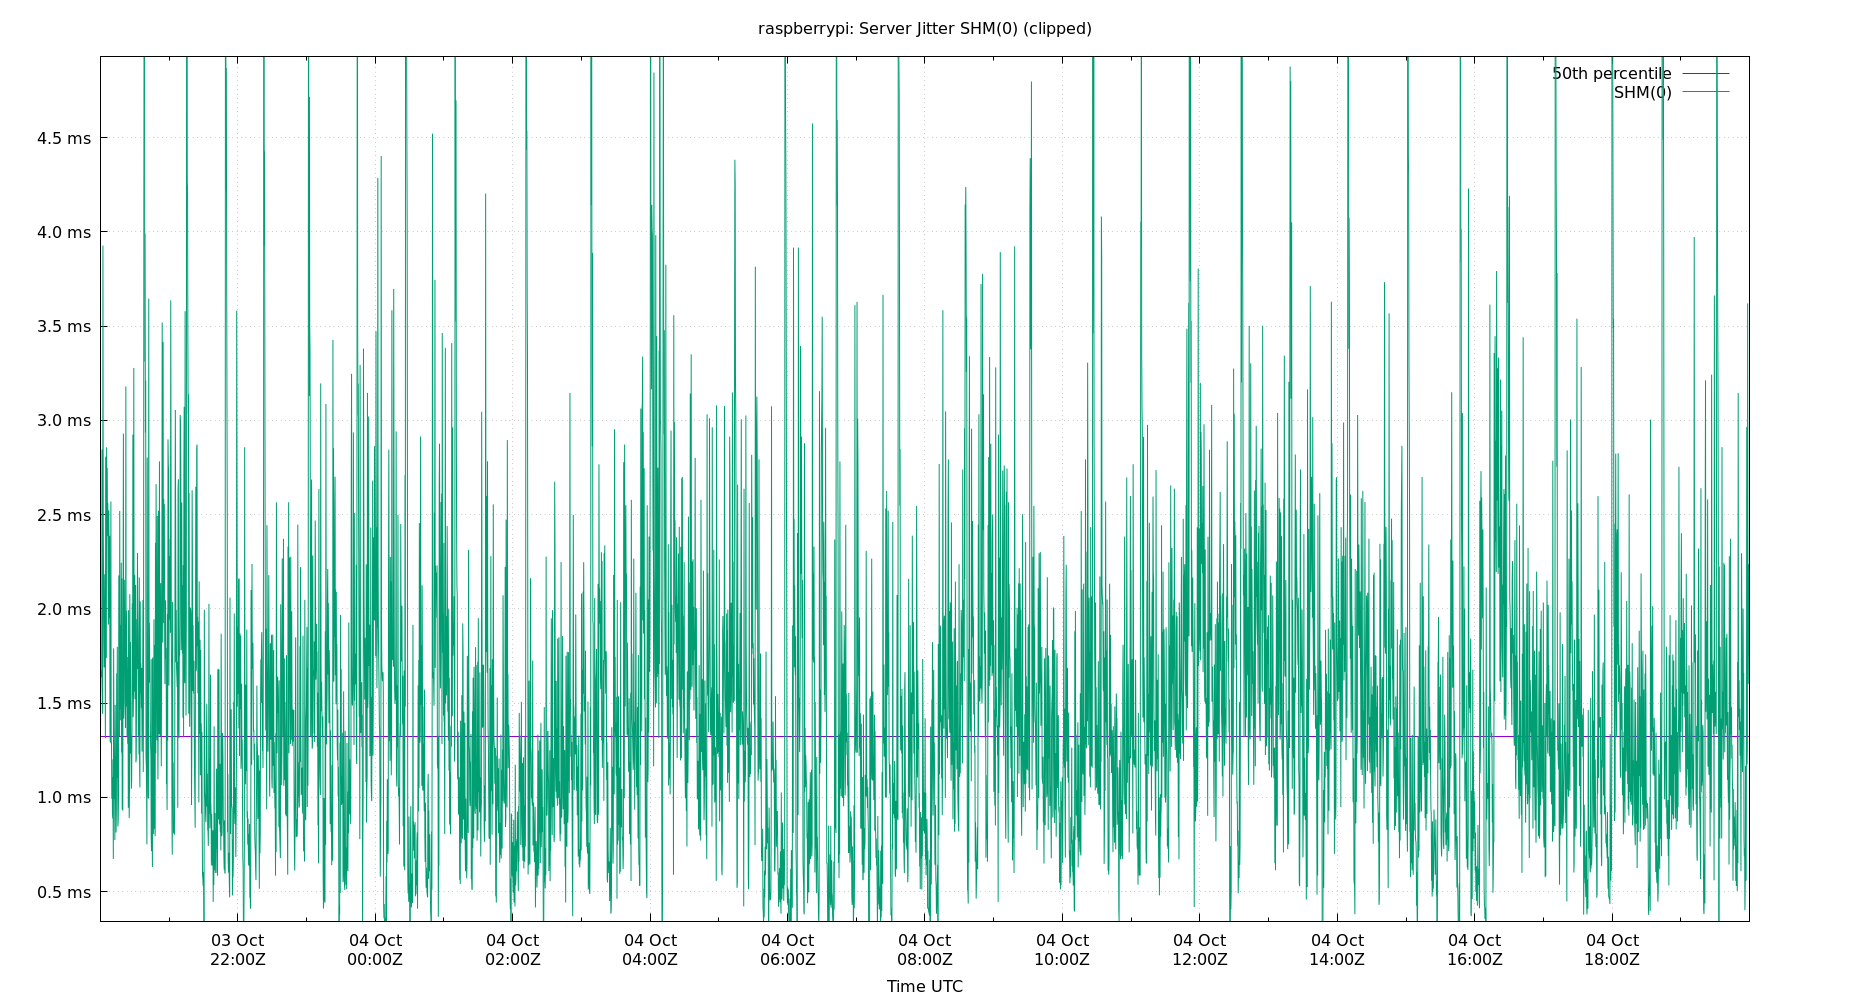 raspberrypi: Server Jitter SHM(0) (clipped)
50th percentile
SHM(0)
4.5 ms
4.0 ms
3.5 ms
3.0 ms
2.5 ms
2.0 ms
1.5 ms
1.0 ms
0.5 ms
03 Oct 04 Oct 04 Oct 04 Oct 04 Oct 04 Oct 04 Oct 04 Oct 04 Oct 04 Oct 04 Oct
22:00Z 00:00Z 02:00Z 04:00Z 06:00Z 08:00Z 10:00Z 12:00Z 14:00Z 16:00Z 18:00Z
Time UTC